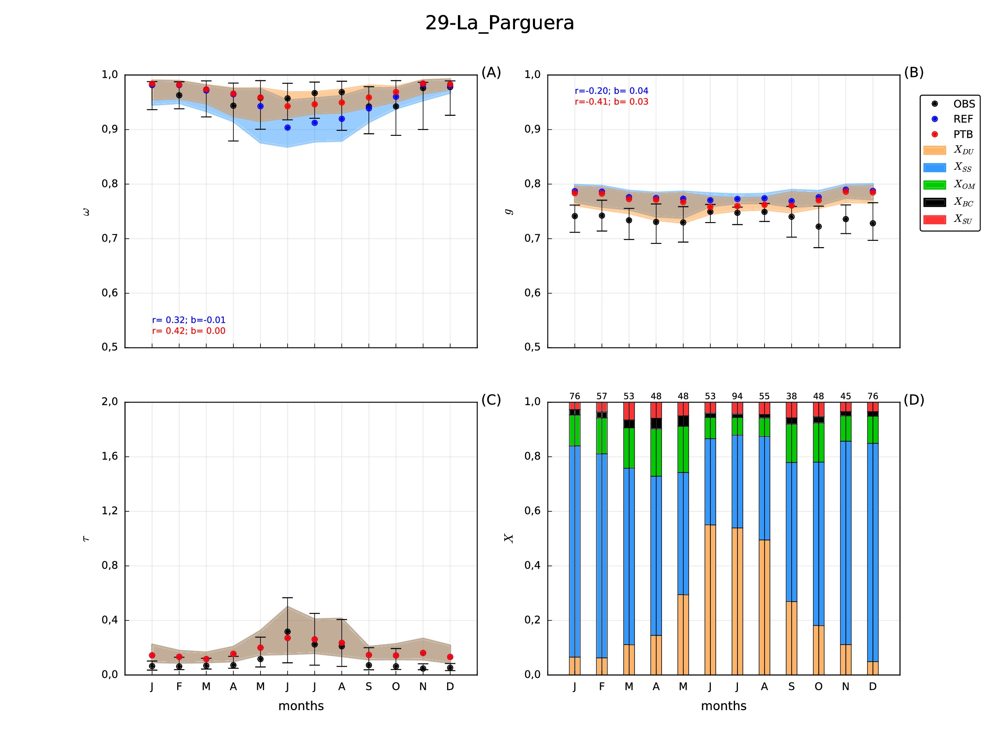 29-La_Parguera
(A)
1,0
0,9
0,8
0,7
0,6
0,5
ω
r= 0.32; b=-0.01
r= 0.42; b= 0.00
(B)
1,0
0,9
0,8
0,7
0,6
0,5
g
r=-0.20; b= 0.04
r=-0.41; b= 0.03
OBS
REF
PTB
X_DU
X_SS
X_OM
X_BC
X_SU
(C)
2,0
1,6
1,2
0,8
0,4
0,0
τ
J F M A M J J A S O N D
months
(D)
76 57 53 48 48 53 94 55 38 48 45 76
1,0
0,8
0,6
0,4
0,2
0,0
X
J F M A M J J A S O N D
months